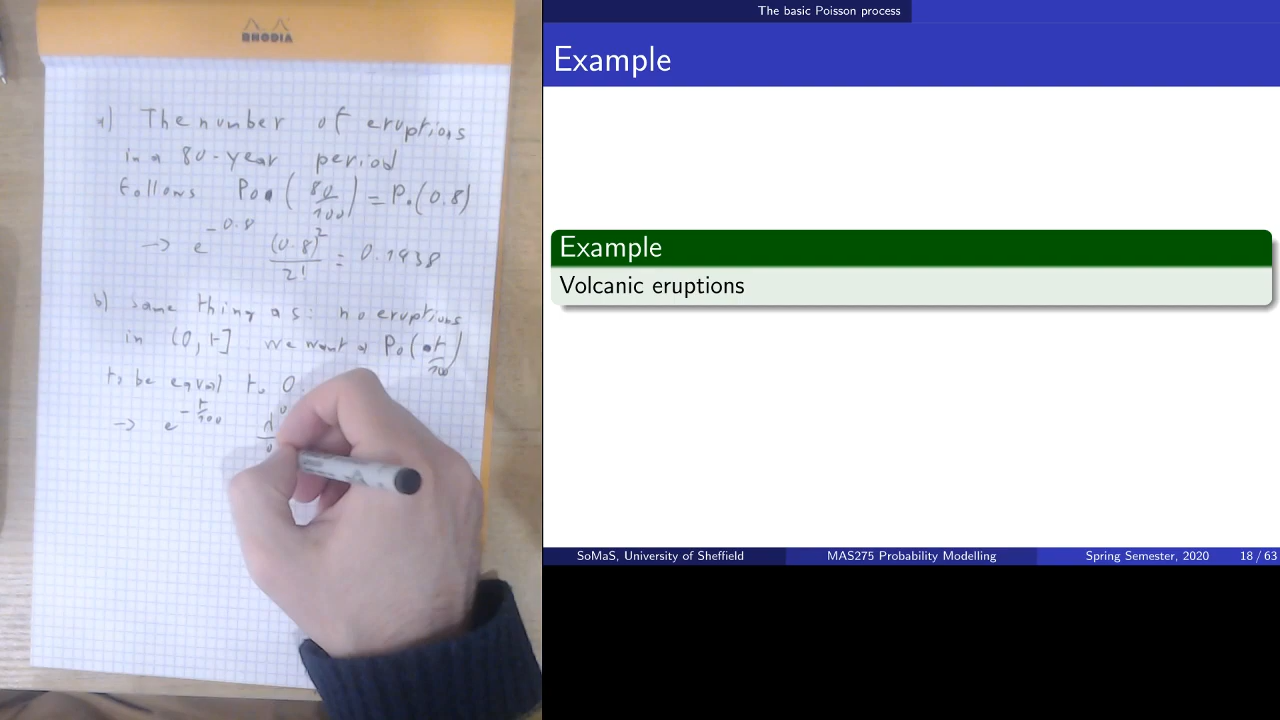 RHODIA
a) The number of eruptions
in a 80-year period
follows Po ( 80/100 ) = Po(0.8)
→ e^-0.8 (0.8)^2/2! = 0.1438
b) same thing as: no eruptions
in (0, t] we want a Po( t/100 )
to be equal to 0.
→ e^-t/100
The basic Poisson process
Example
Example
Volcanic eruptions
SoMaS, University of Sheffield
MAS275 Probability Modelling
Spring Semester, 2020
18 / 63